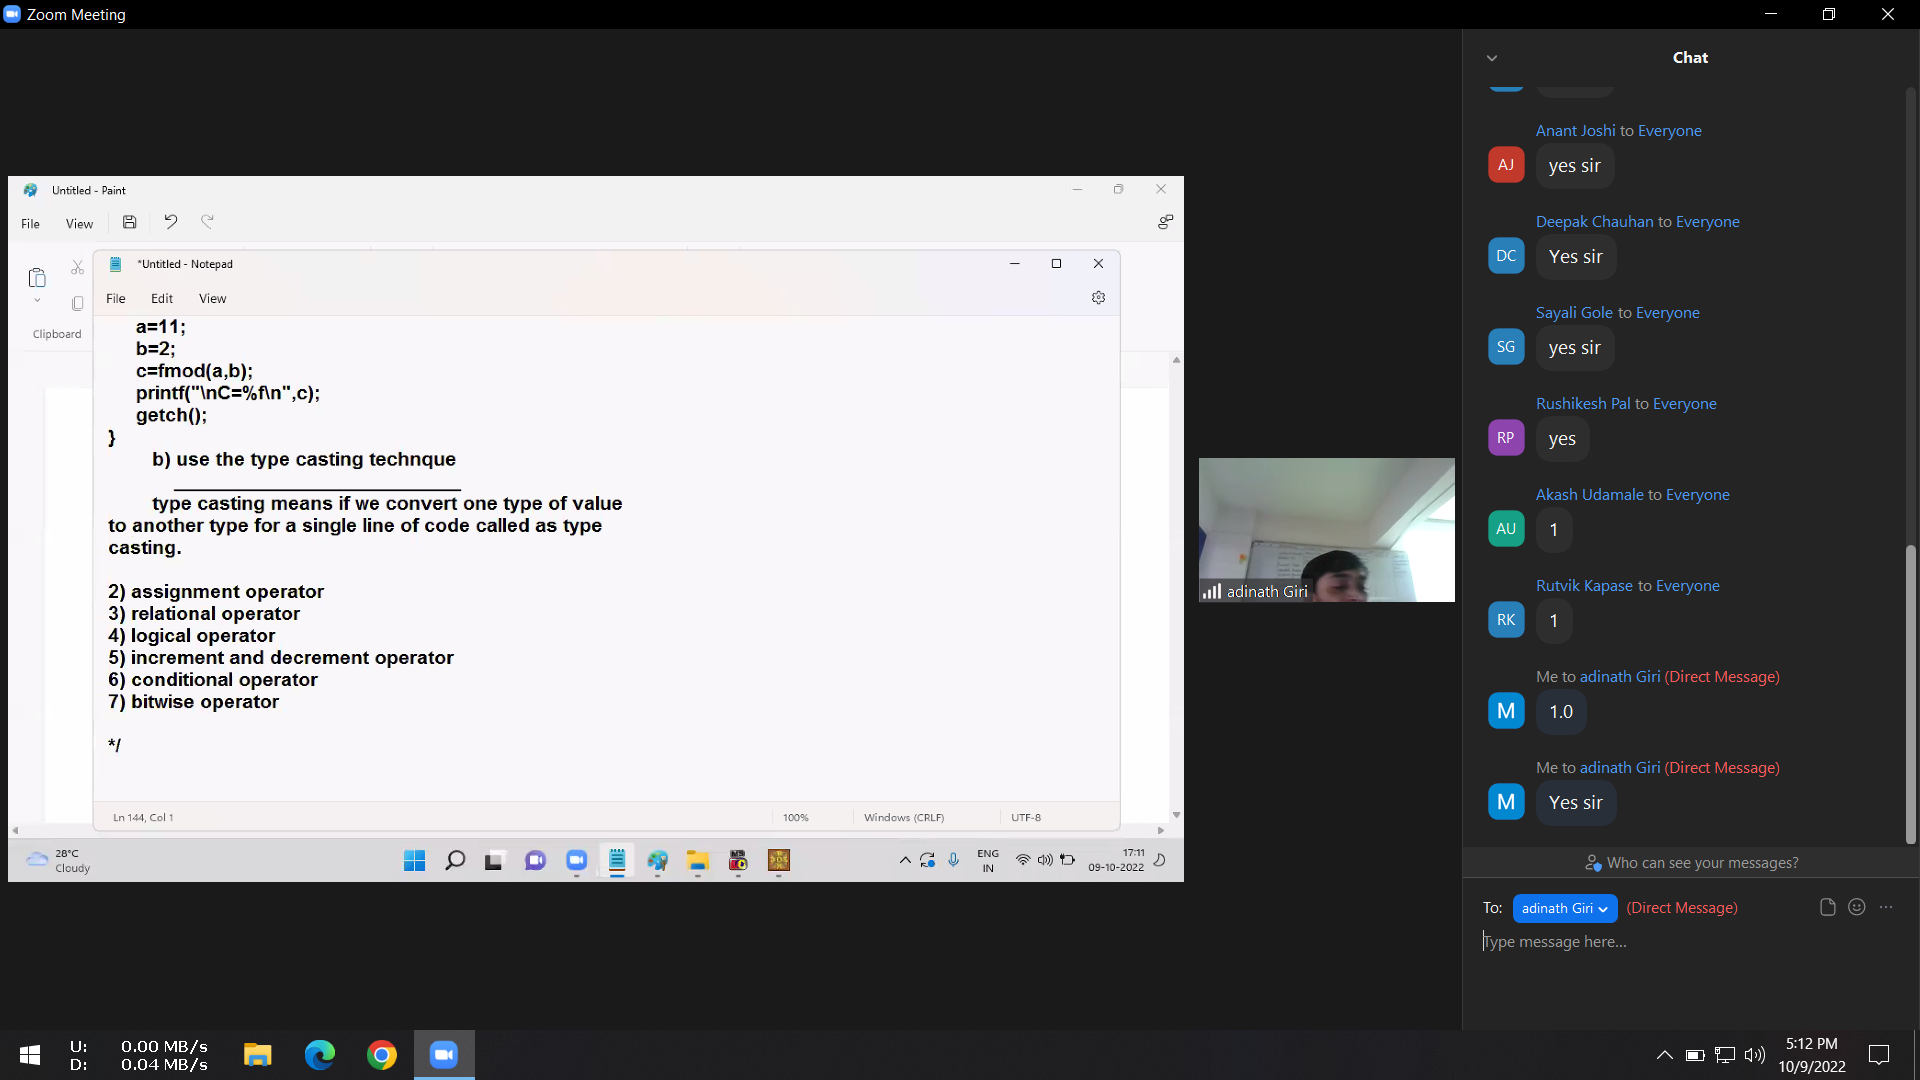 Zoom Meeting
Untitled - Paint
File
View
Clipboard
*Untitled - Notepad
File
Edit
View
a=11;
b=2;
c=fmod(a,b);
printf("\nC=%f\n",c);
getch();
}
b) use the type casting technque
type casting means if we convert one type of value
to another type for a single line of code called as type
casting.
2) assignment operator
3) relational operator
4) logical operator
5) increment and decrement operator
6) conditional operator
7) bitwise operator
*/
Ln 144, Col 1
100%
Windows (CRLF)
UTF-8
28°C
Cloudy
ENG
IN
17:11
09-10-2022
adinath Giri
Chat
Anant Joshi to Everyone
AJ
yes sir
Deepak Chauhan to Everyone
DC
Yes sir
Sayali Gole to Everyone
SG
yes sir
Rushikesh Pal to Everyone
RP
yes
Akash Udamale to Everyone
AU
1
Rutvik Kapase to Everyone
RK
1
Me to adinath Giri (Direct Message)
M
1.0
Me to adinath Giri (Direct Message)
M
Yes sir
Who can see your messages?
To: adinath Giri (Direct Message)
Type message here...
U: 0.00 MB/s
D: 0.04 MB/s
5:12 PM
10/9/2022